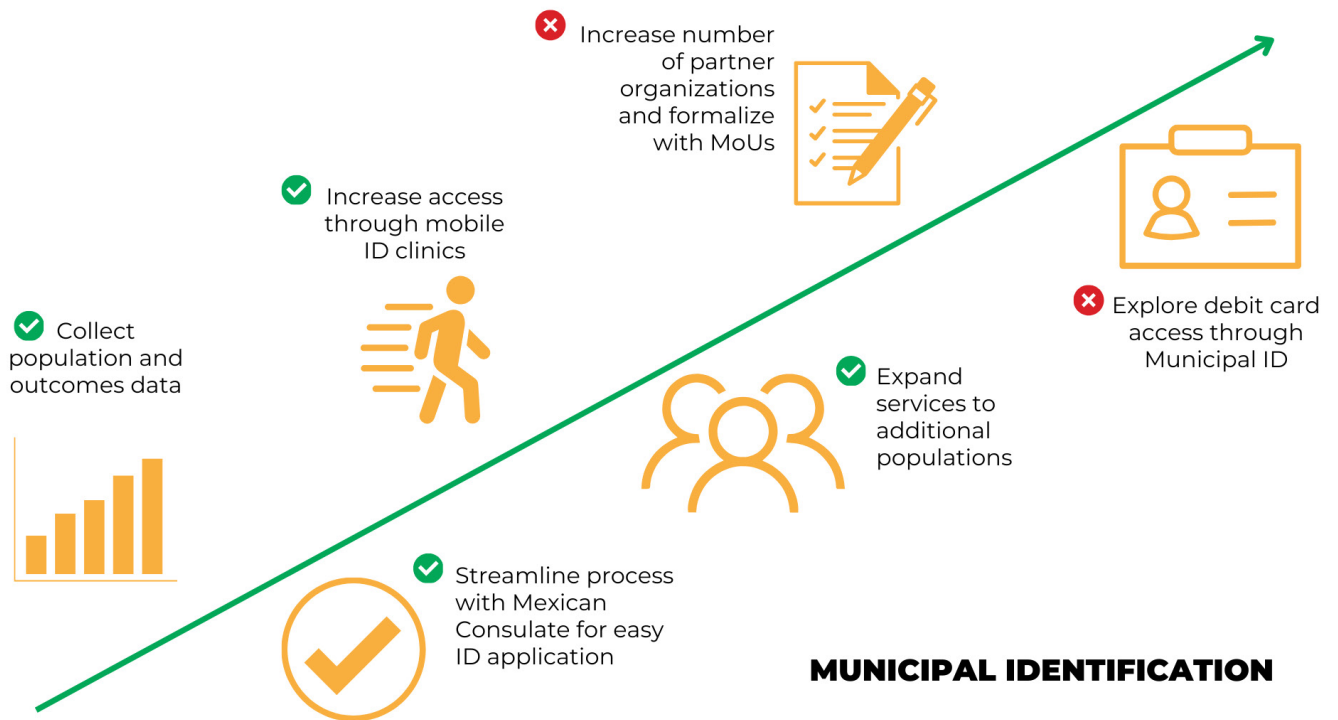 Increase number
of partner
organizations
and formalize
with MoUs
Increase access
through mobile
ID clinics
Collect
population and
outcomes data
Explore debit card
access through
Municipal ID
Expand
services to
additional
populations
Streamline process
with Mexican
Consulate for easy
ID application
MUNICIPAL IDENTIFICATION